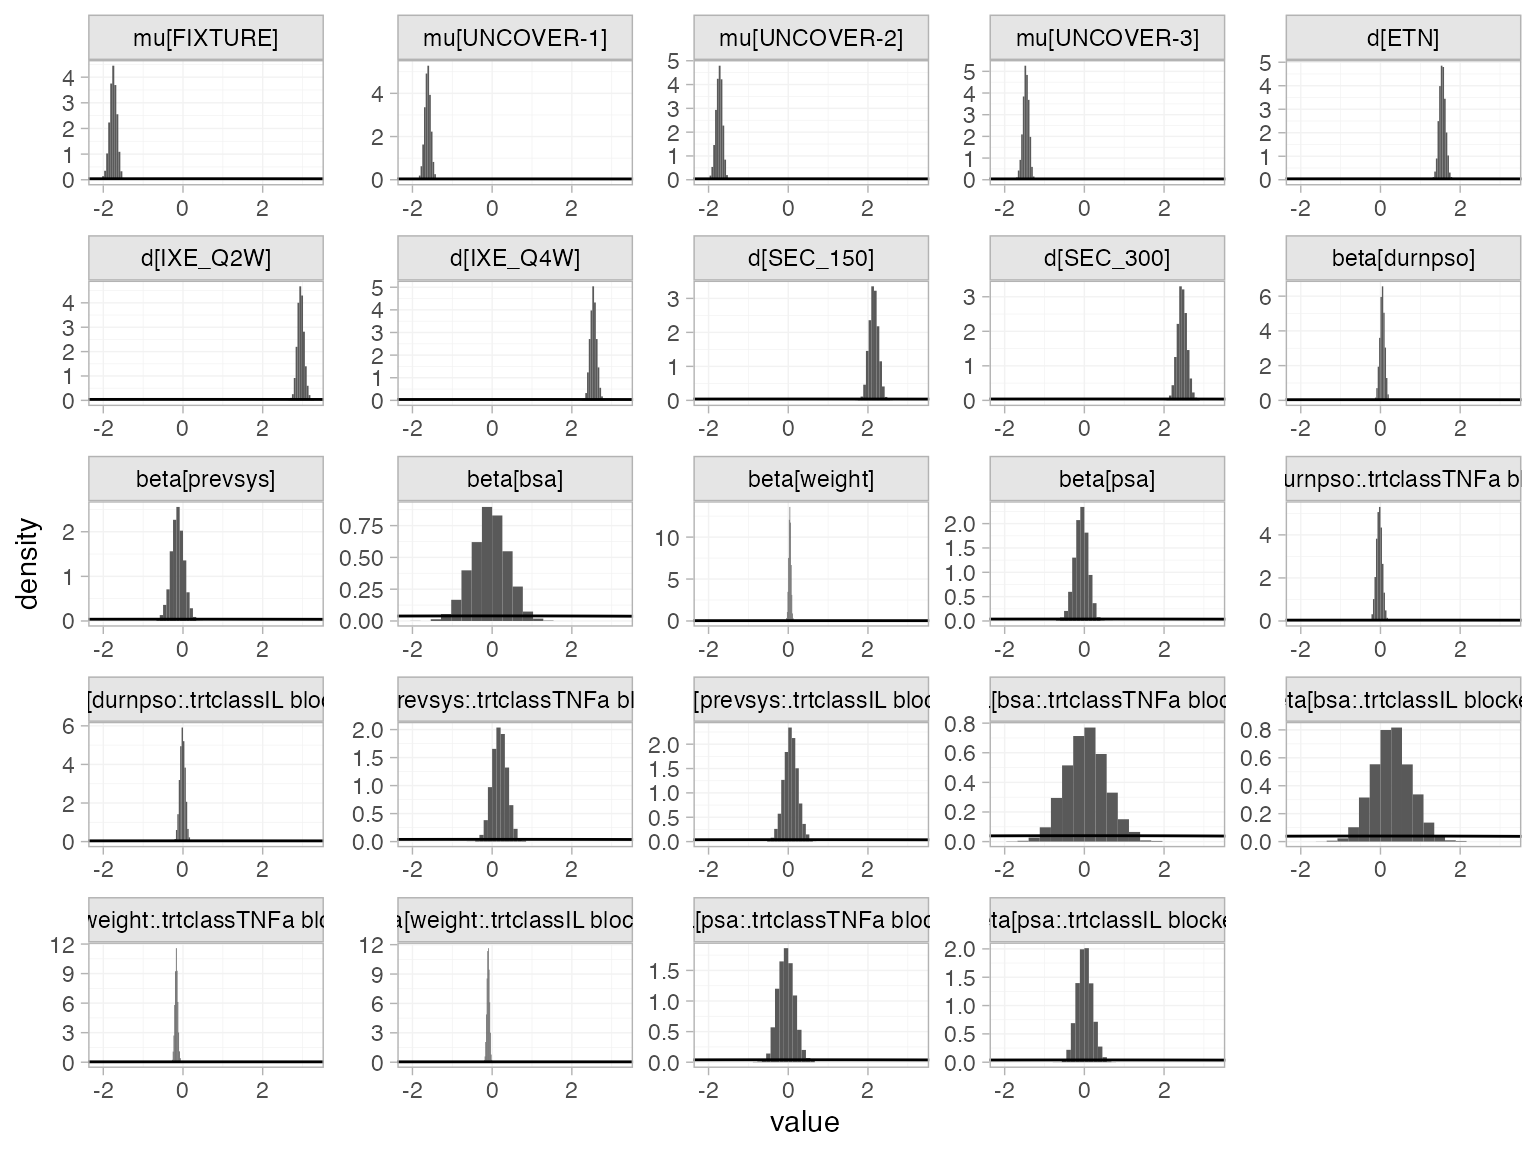 mu[FIXTURE] mu[UNCOVER-1] mu[UNCOVER-2] mu[UNCOVER-3] d[ETN]
4 3 2 1 0
4 2 0
5 4 3 2 1 0
5 4 3 2 1 0
5 4 3 2 1 0
-2 0 2 -2 0 2 -2 0 2 -2 0 2 -2 0 2
d[IXE_Q2W] d[IXE_Q4W] d[SEC_150] d[SEC_300] beta[durnpso]
4 3 2 1 0
5 4 3 2 1 0
3 2 1 0
3 2 1 0
6 4 2 0
-2 0 2 -2 0 2 -2 0 2 -2 0 2 -2 0 2
beta[prevsys] beta[bsa] beta[weight] beta[psa] urnpso:.trtclassTNFa b
2 1 0
0.75 0.50 0.25 0.00
10 5 0
2.0 1.5 1.0 0.5 0.0
4 2 0
-2 0 2 -2 0 2 -2 0 2 -2 0 2 -2 0 2
[durnpso:.trtclassIL bloc revsys:.trtclassTNFa bl [prevsys:.trtclassIL bloc [bsa:.trtclassTNFa bloc ta[bsa:.trtclassIL blocke
6 4 2 0
2.0 1.5 1.0 0.5 0.0
2.0 1.5 1.0 0.5 0.0
0.8 0.6 0.4 0.2 0.0
0.8 0.6 0.4 0.2 0.0
-2 0 2 -2 0 2 -2 0 2 -2 0 2 -2 0 2
weight:.trtclassTNFa blo a[weight:.trtclassIL bloc [psa:.trtclassTNFa bloc eta[psa:.trtclassIL blocke
12 9 6 3 0
12 9 6 3 0
1.5 1.0 0.5 0.0
2.0 1.5 1.0 0.5 0.0
-2 0 2 -2 0 2 -2 0 2 -2 0 2
density
value